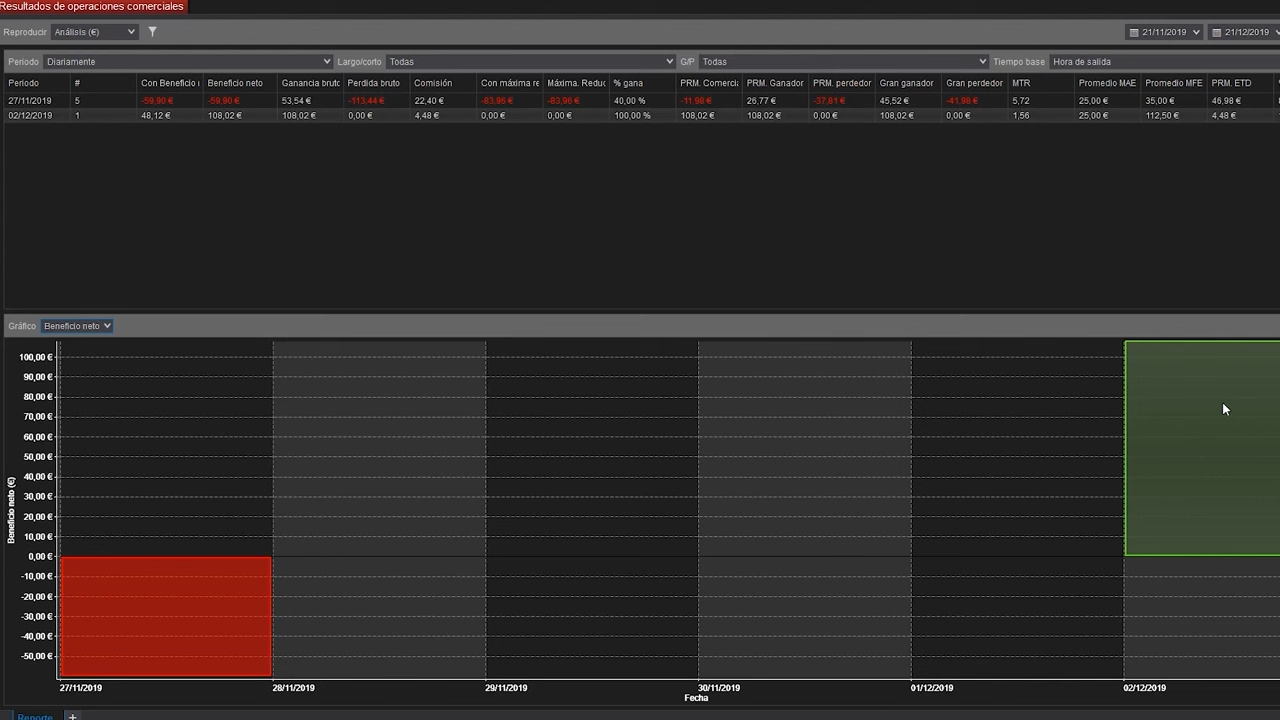 Resultados de operaciones comerciales
Reproducir Análisis (€) 21/11/2019 21/12/2019
Periodo Diariamente Largo/corto Todas G/P Todas Tiempo base Hora de salida
Periodo # Con Beneficio Beneficio neto Ganancia brutc Perdida bruto Comisión Con máxima re Máxima. Reduc % gana PRM. Comercia PRM. Ganador PRM. perdedor Gran ganador Gran perdedor MTR Promedio MAE Promedio MFE PRM. ETD
27/11/2019 5 -59,90 € -59,90 € 53,54 € -113,44 € 22,40 € -83,96 € -83,96 € 40,00 % -11,98 € 26,77 € -37,81 € 45,52 € -41,98 € 5,72 25,00 € 35,00 € 46,98 €
02/12/2019 1 48,12 € 108,02 € 108,02 € 0,00 € 4,48 € 0,00 € 0,00 € 100,00 % 108,02 € 108,02 € 0,00 € 108,02 € 0,00 € 1,56 25,00 € 112,50 € 4,48 €
Gráfico Beneficio neto
100,00 €
90,00 €
80,00 €
70,00 €
60,00 €
50,00 €
40,00 €
30,00 €
20,00 €
10,00 €
0,00 €
-10,00 €
-20,00 €
-30,00 €
-40,00 €
-50,00 €
Beneficio neto (€)
27/11/2019 28/11/2019 29/11/2019 30/11/2019 01/12/2019 02/12/2019
Fecha
Reporte +